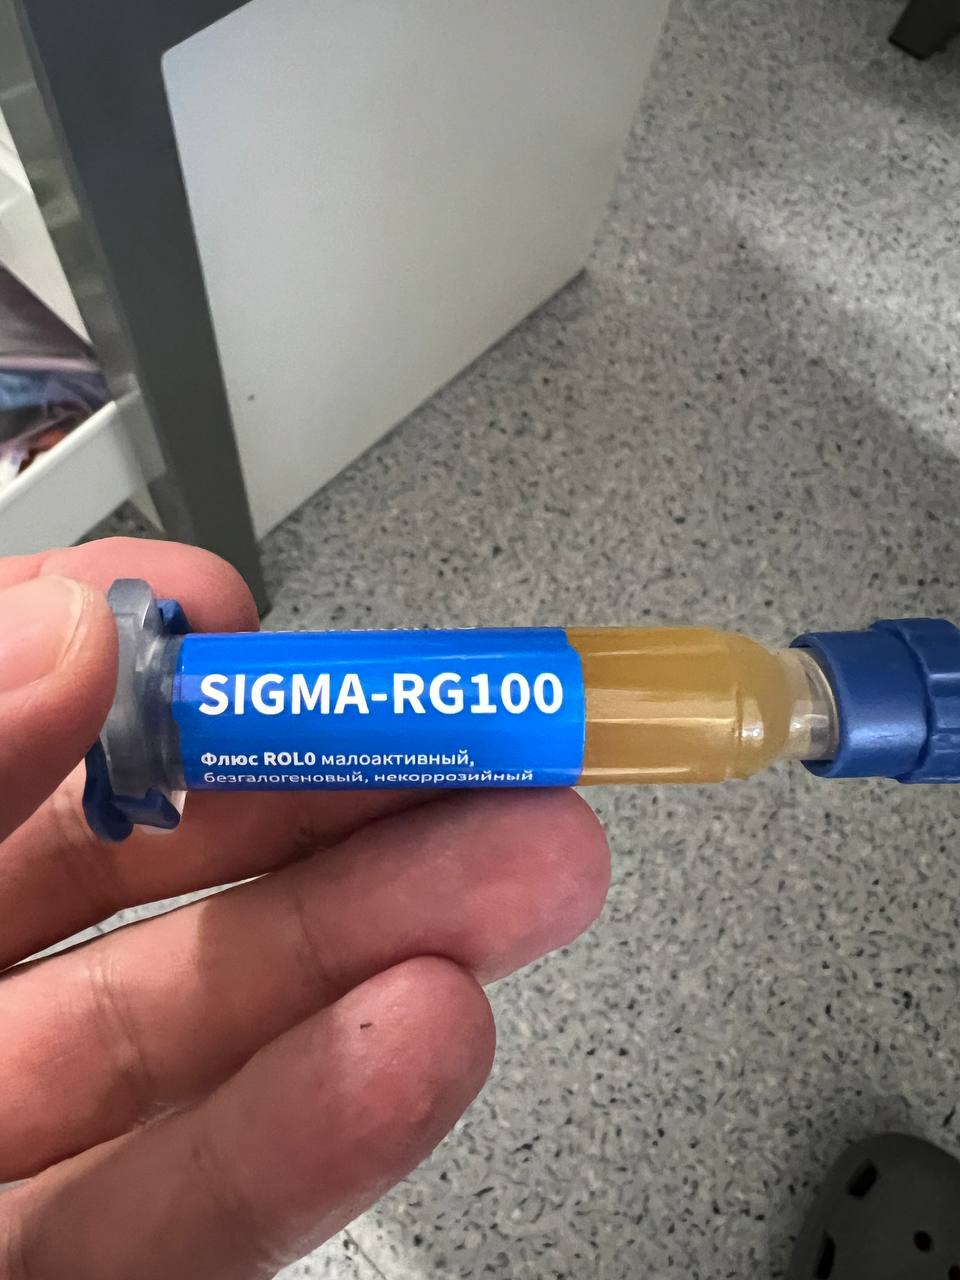 SIGMA-RG100
Флюс ROL0 малоактивный,
безгалогеновый, некоррозийный